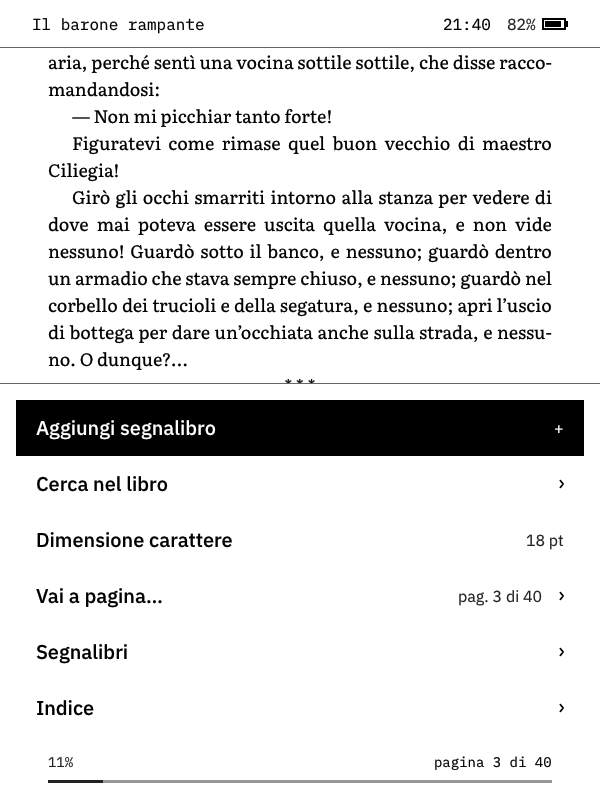 Il barone rampante 21:40 82%
aria, perché sentì una vocina sottile sottile, che disse racco-
mandandosi:
— Non mi picchiar tanto forte!
Figuratevi come rimase quel buon vecchio di maestro
Ciliegia!
Girò gli occhi smarriti intorno alla stanza per vedere di
dove mai poteva essere uscita quella vocina, e non vide
nessuno! Guardò sotto il banco, e nessuno; guardò dentro
un armadio che stava sempre chiuso, e nessuno; guardò nel
corbello dei trucioli e della segatura, e nessuno; apri l’uscio
di bottega per dare un’occhiata anche sulla strada, e nessu-
no. O dunque?...
***
Aggiungi segnalibro +
Cerca nel libro ›
Dimensione carattere 18 pt
Vai a pagina... pag. 3 di 40 ›
Segnalibri ›
Indice ›
11% pagina 3 di 40